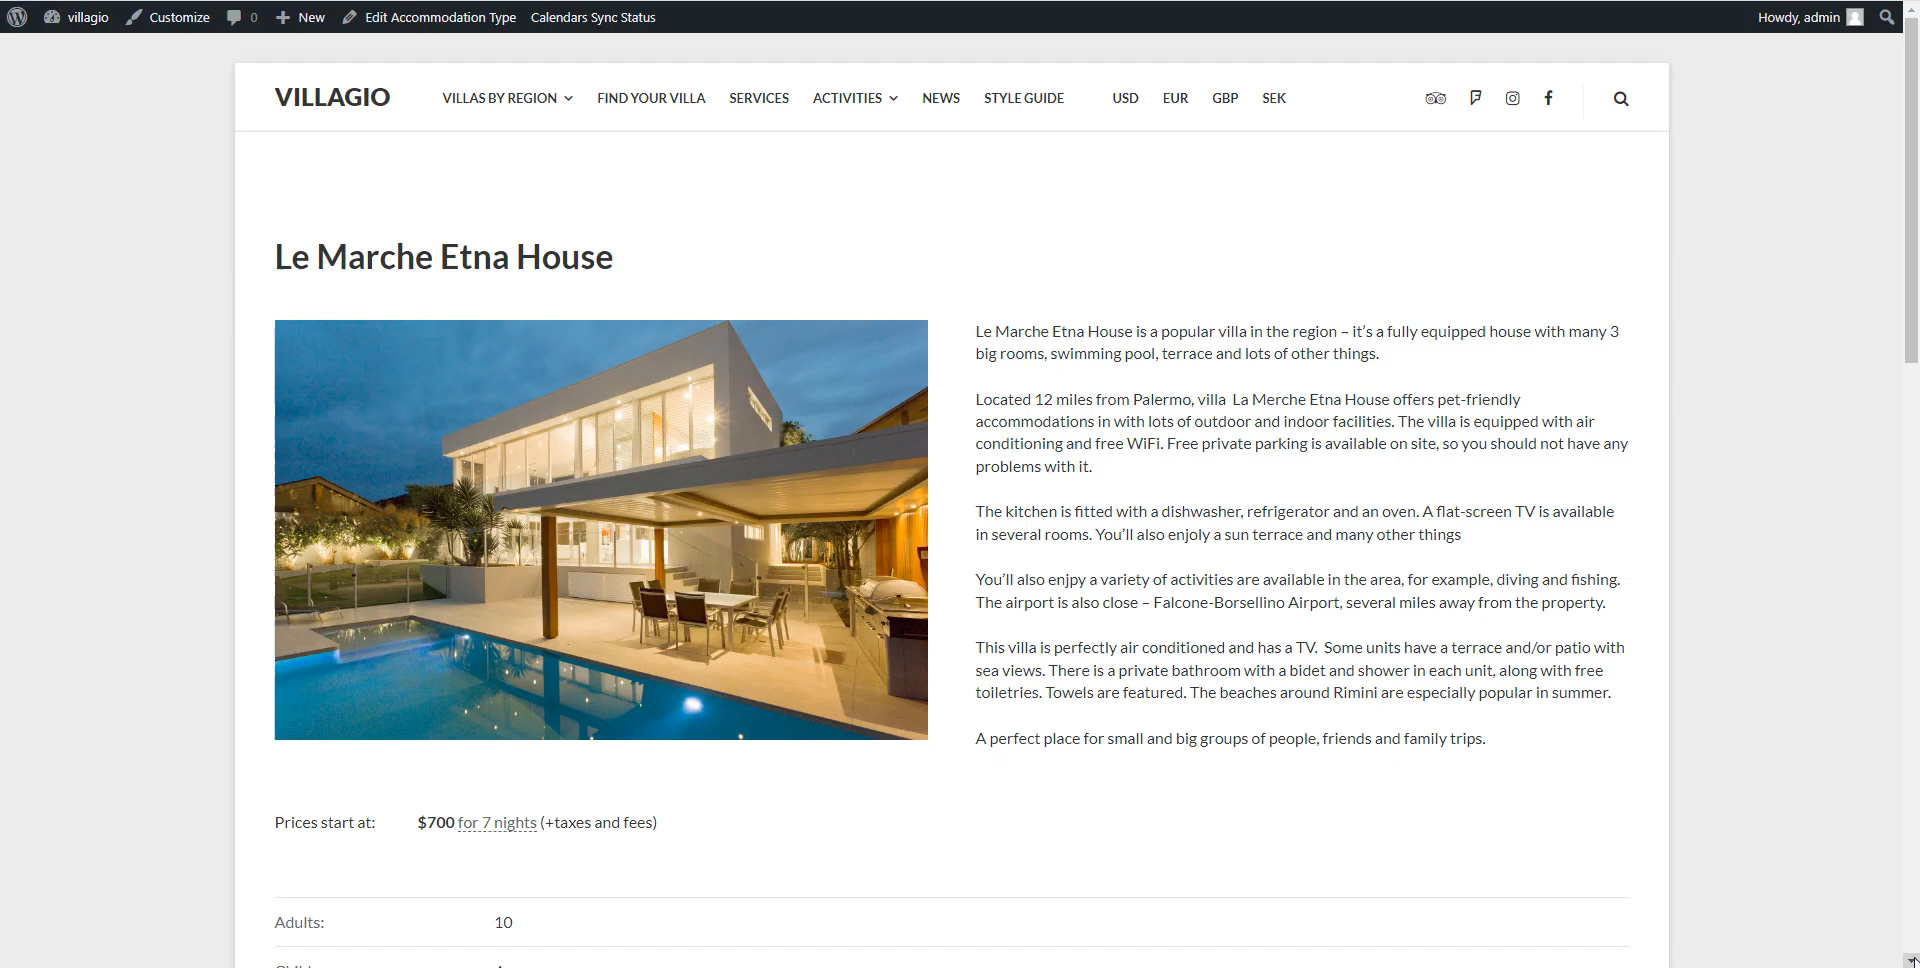 villagio Customize 0 New Edit Accommodation Type Calendars Sync Status Howdy, admin
VILLAGIO VILLAS BY REGION FIND YOUR VILLA SERVICES ACTIVITIES NEWS STYLE GUIDE USD EUR GBP SEK
Le Marche Etna House
Le Marche Etna House is a popular villa in the region – it’s a fully equipped house with many 3
big rooms, swimming pool, terrace and lots of other things.
Located 12 miles from Palermo, villa  La Merche Etna House offers pet-friendly
accommodations in with lots of outdoor and indoor facilities. The villa is equipped with air
conditioning and free WiFi. Free private parking is available on site, so you should not have any
problems with it.
The kitchen is fitted with a dishwasher, refrigerator and an oven. A flat-screen TV is available
in several rooms. You’ll also enjoly a sun terrace and many other things
You’ll also enjpy a variety of activities are available in the area, for example, diving and fishing.
The airport is also close – Falcone-Borsellino Airport, several miles away from the property.
This villa is perfectly air conditioned and has a TV.  Some units have a terrace and/or patio with
sea views. There is a private bathroom with a bidet and shower in each unit, along with free
toiletries. Towels are featured. The beaches around Rimini are especially popular in summer.
A perfect place for small and big groups of people, friends and family trips.
Prices start at: $700 for 7 nights (+taxes and fees)
Adults: 10